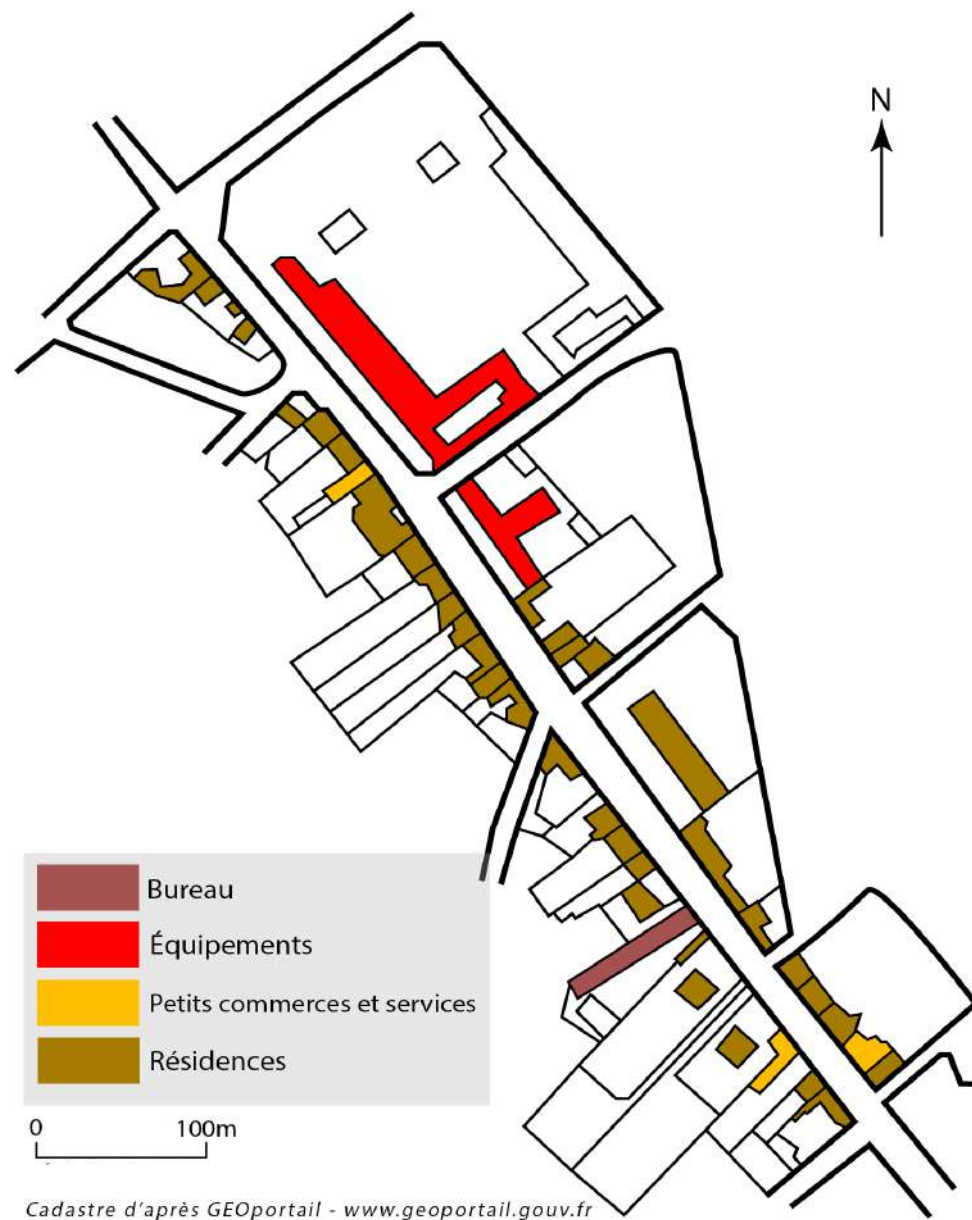 N
Bureau
Équipements
Petits commerces et services
Résidences
0 100m
Cadastre d'après GEOportail - www.geoportail.gouv.fr